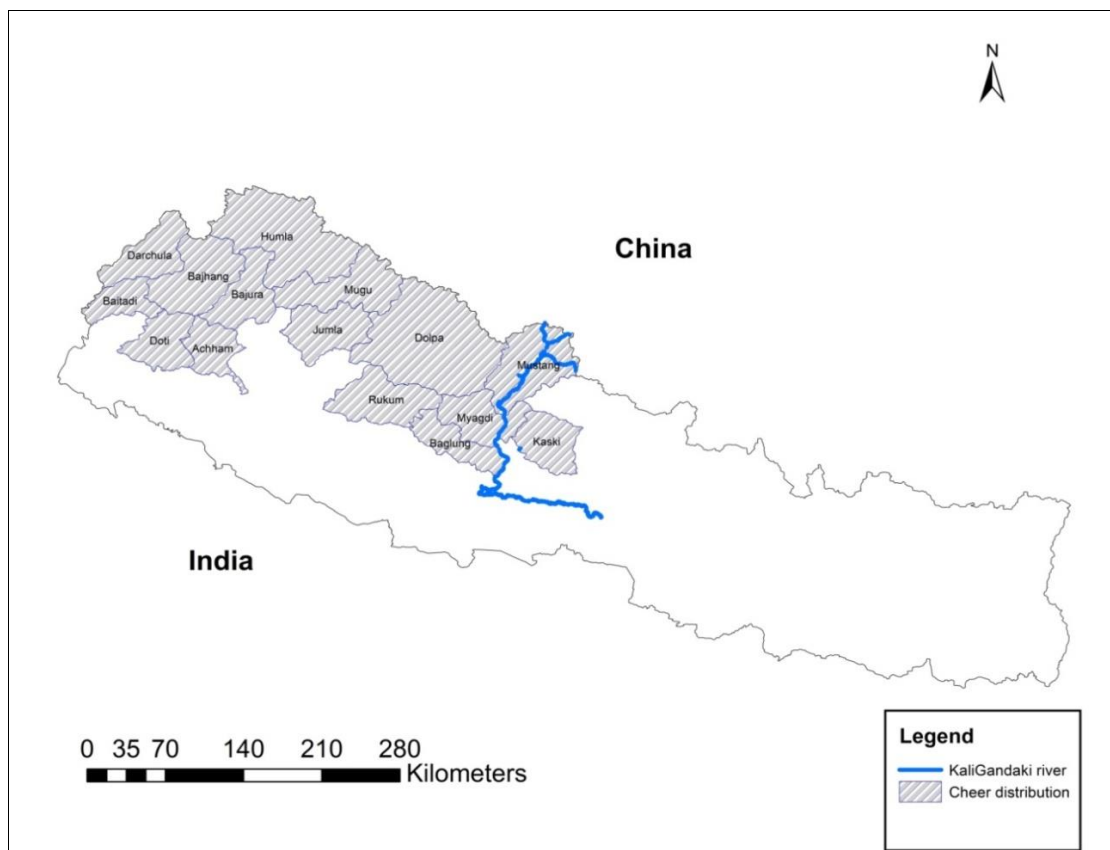 N
China
Humla
Darchula
Bajhang
Mugu
Bajura
Baitadi
Jumla
Dolpa
Doti
Achham
Mustang
Rukum
Myagdi
Baglung
Kaski
India
0 35 70 140 210 280
Kilometers
Legend
KaliGandaki river
Cheer distribution